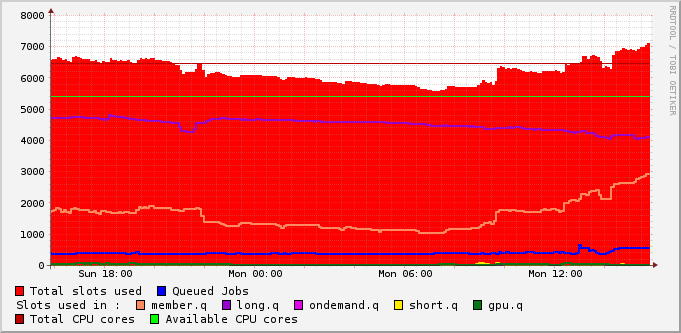 RRDTOOL / TOBI OETIKER
8000
7000
6000
5000
4000
3000
2000
1000
0
Sun 18:00 Mon 00:00 Mon 06:00 Mon 12:00
Total slots used Queued Jobs
Slots used in : member.q long.q ondemand.q short.q gpu.q
Total CPU cores Available CPU cores